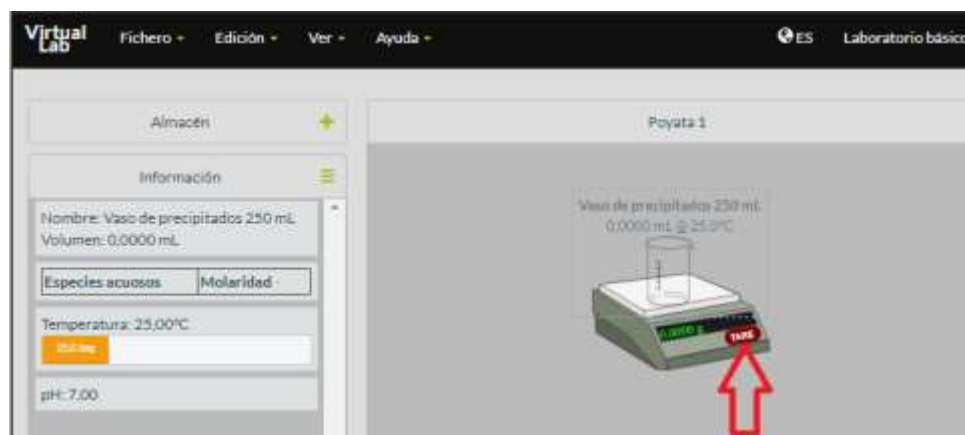 Virtual Lab
Fichero Edición Ver Ayuda ES Laboratorio básico
Almacén
Poyata 1
Información
Nombre: Vaso de precipitados 250 mL
Volumen: 0,0000 mL
Especies acuosos Molaridad
Temperatura: 25,00°C
pH: 7.00
Vaso de precipitados 250 mL
0,0000 mL @ 25.0°C
TARE